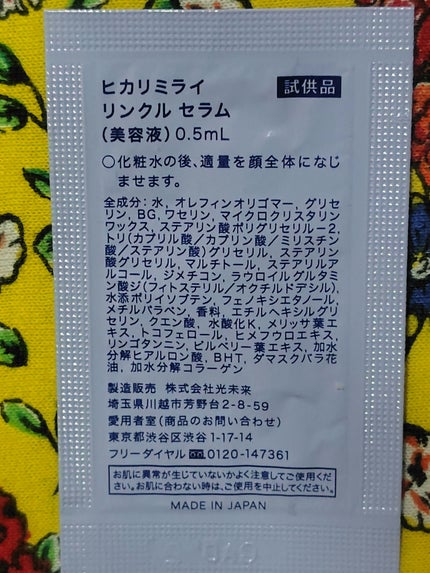 ヒカリミライ
試供品
リンクル セラム
(美容液)0.5mL
○化粧水の後、適量を顔全体になじ
ませます。
全成分:水, オレフィンオリゴマー, グリセ
リン, BG, ワセリン, マイクロクリスタリン
ワックス, ステアリン酸ポリグリセリル-2,
トリ(カプリル酸/カプリン酸/ミリスチン
酸/ステアリン酸)グリセリル, ステアリン
酸グリセリル, マルトトール, ステアリルア
ルコール, ジメチコン, ラウロイルグルタミ
ン酸ジ(フィトステリル/オクチルドデシル),
水添ポリイソブテン, フェノキシエタノール,
メチルパラベン, 香料, エチルヘキシルグリ
セリン, クエン酸, 水酸化K, メリッサ葉エ
キス, トコフェロール, ヒメフウロエキス,
リンゴタンニン, ビルベリー葉エキス, 加水
分解ヒアルロン酸, BHT, ダマスクバラ花
油, 加水分解コラーゲン
製造販売 株式会社光未来
埼玉県川越市芳野台2-8-59
愛用者室(商品のお問い合わせ)
東京都渋谷区渋谷1-17-14
フリーダイヤル 0120-147361
お肌に異常が生じていないかよく注意してご使用くだ
さい。お肌に合わない時は、ご使用を中止してください。
MADE IN JAPAN